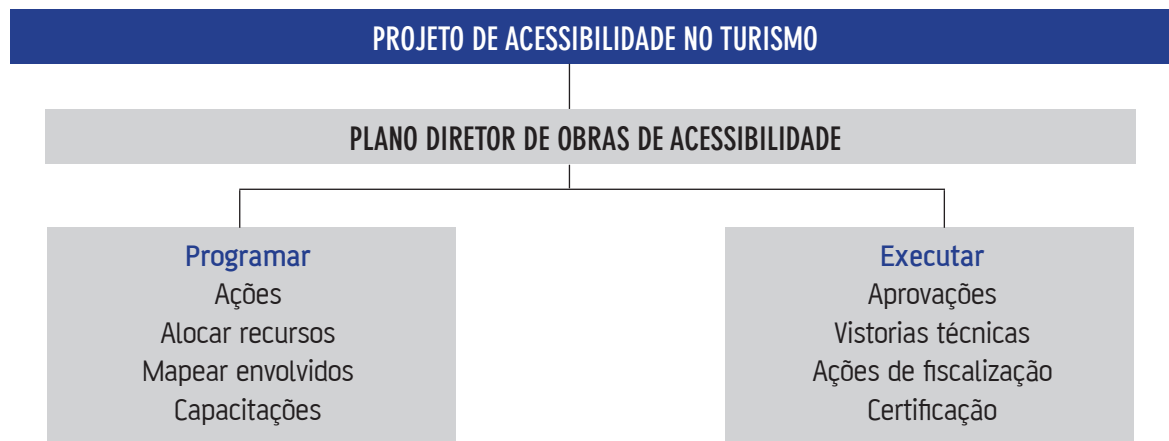 PROJETO DE ACESSIBILIDADE NO TURISMO
PLANO DIRETOR DE OBRAS DE ACESSIBILIDADE
Programar
Ações
Alocar recursos
Mapear envolvidos
Capacitações
Executar
Aprovações
Vistorias técnicas
Ações de fiscalização
Certificação